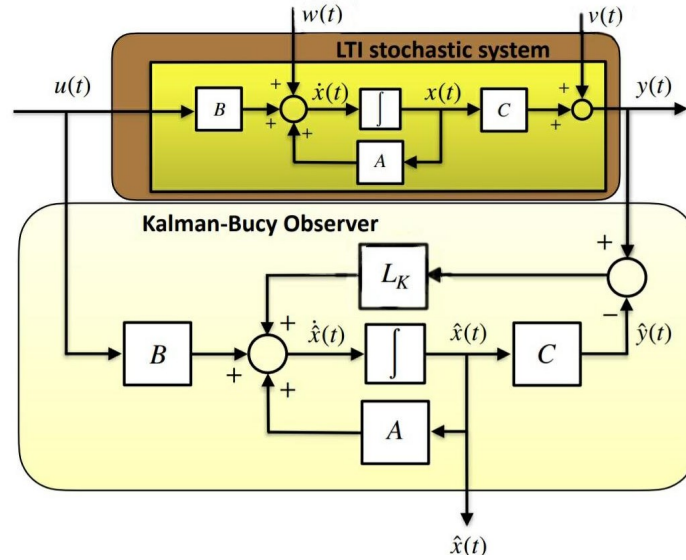 w(t)
v(t)
LTI stochastic system
u(t)
B
+
+
+
ẋ(t)
∫
x(t)
C
+
+
y(t)
A
Kalman-Bucy Observer
+
L_K
−
B
+
+
+
x̂̇(t)
∫
x̂(t)
C
ŷ(t)
A
x̂(t)